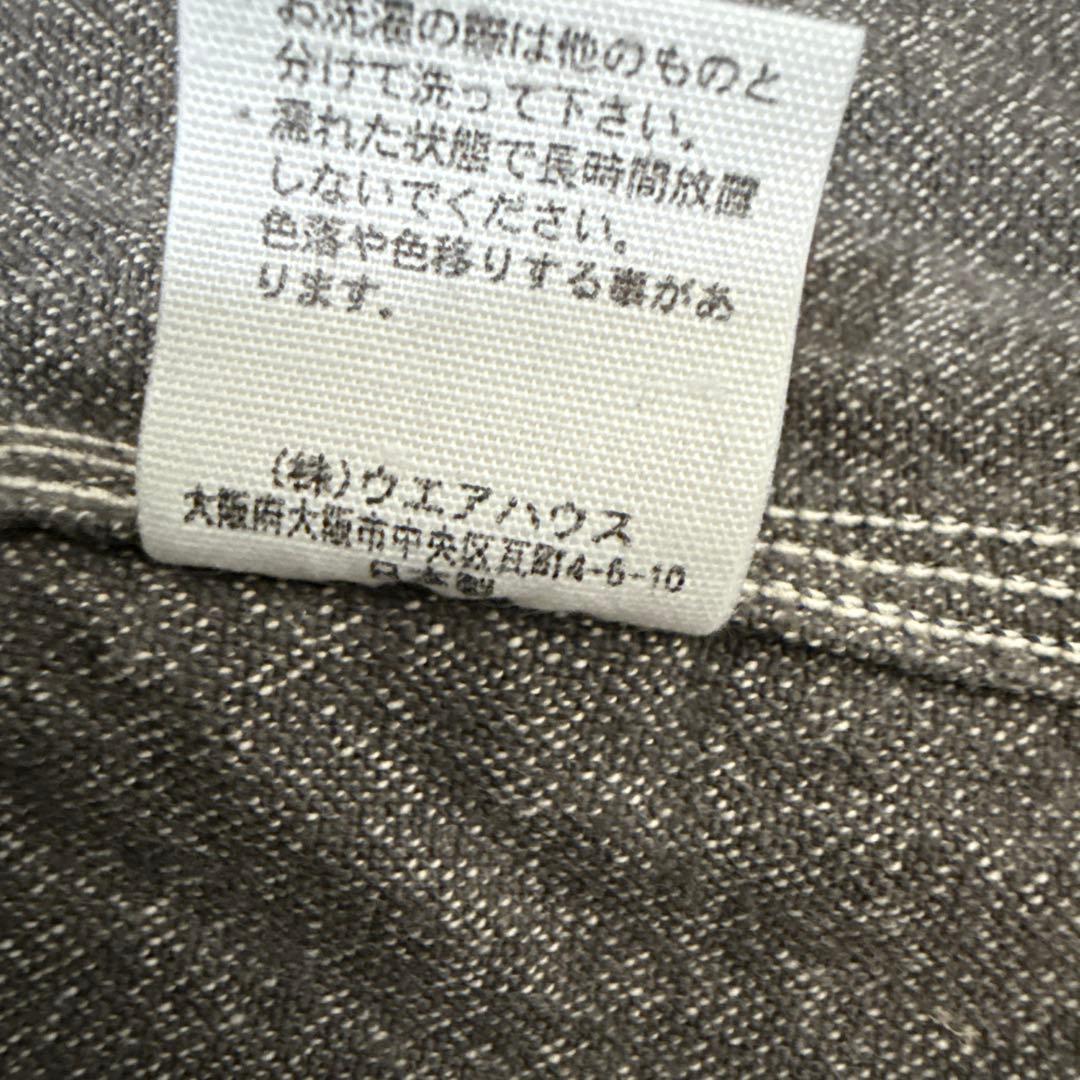 お洗濯の際は他のものと
分けて洗って下さい。
・濡れた状態で長時間放置
しないでください。
色落や色移りする事があ
ります。
(株)ウエアハウス
大阪府大阪市中央区瓦町4-6-10
日本製